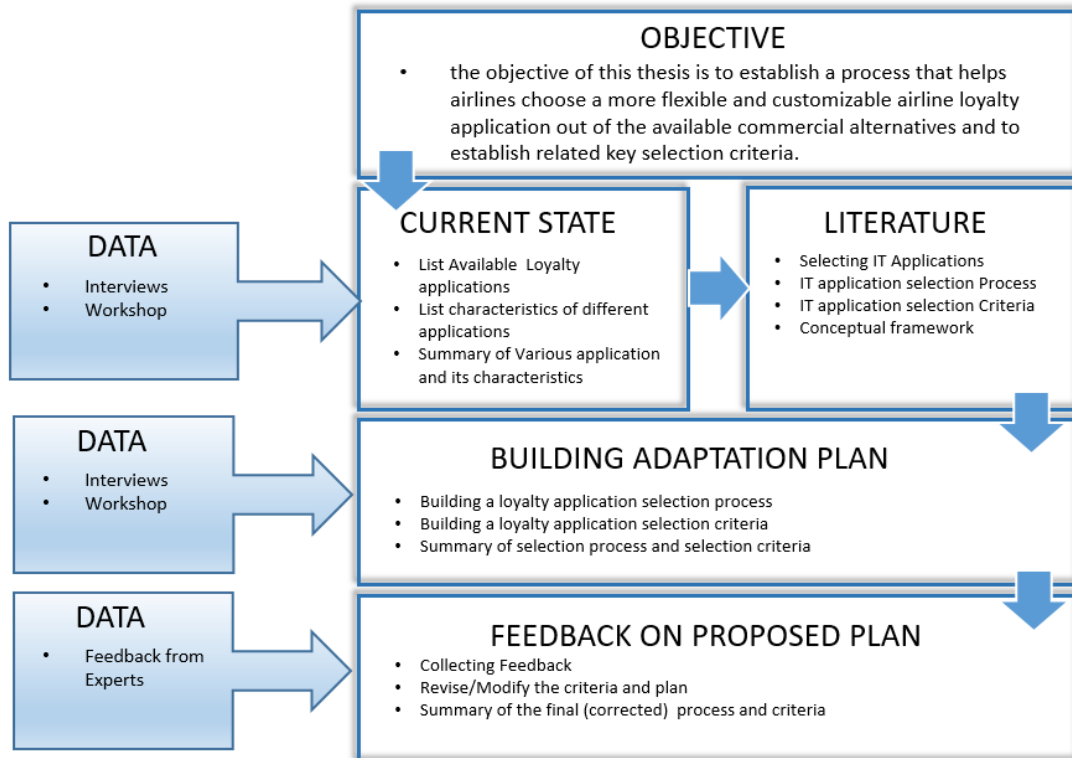 OBJECTIVE
• the objective of this thesis is to establish a process that helps
airlines choose a more flexible and customizable airline loyalty
application out of the available commercial alternatives and to
establish related key selection criteria.
DATA
• Interviews
• Workshop
CURRENT STATE
• List Available Loyalty
applications
• List characteristics of different
applications
• Summary of Various application
and its characteristics
LITERATURE
• Selecting IT Applications
• IT application selection Process
• IT application selection Criteria
• Conceptual framework
DATA
• Interviews
• Workshop
BUILDING ADAPTATION PLAN
• Building a loyalty application selection process
• Building a loyalty application selection criteria
• Summary of selection process and selection criteria
DATA
• Feedback from
Experts
FEEDBACK ON PROPOSED PLAN
• Collecting Feedback
• Revise/Modify the criteria and plan
• Summary of the final (corrected) process and criteria